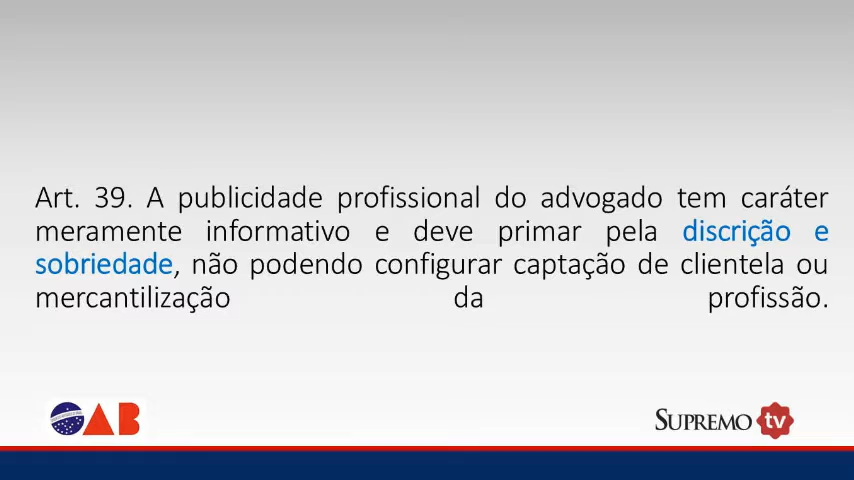 Art. 39. A publicidade profissional do advogado tem caráter
meramente informativo e deve primar pela discrição e
sobriedade, não podendo configurar captação de clientela ou
mercantilização da profissão.
OAB
SUPREMO tv